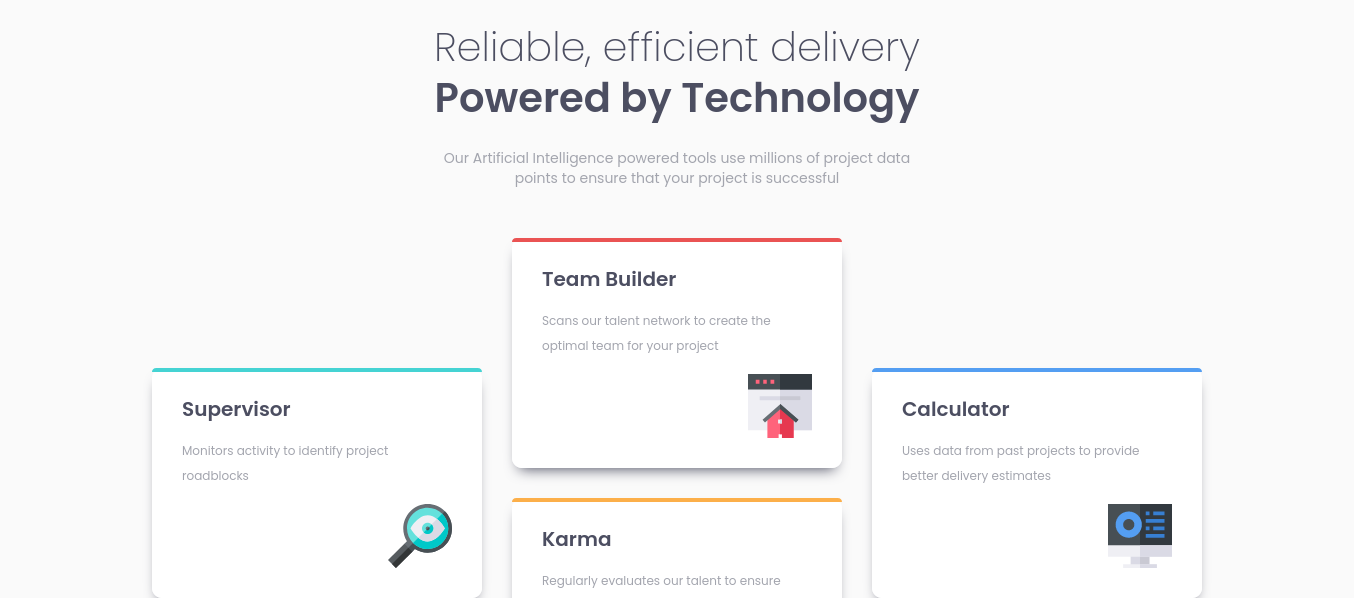 Reliable, efficient delivery
Powered by Technology
Our Artificial Intelligence powered tools use millions of project data
points to ensure that your project is successful
Team Builder
Scans our talent network to create the
optimal team for your project
Supervisor
Monitors activity to identify project
roadblocks
Calculator
Uses data from past projects to provide
better delivery estimates
Karma
Regularly evaluates our talent to ensure